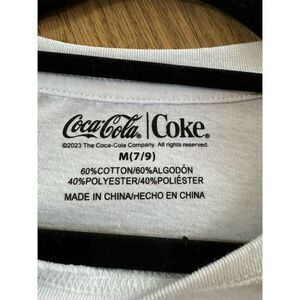 Coca-Cola® | Coke®
©2023 The Coca-Cola Company. All rights reserved.
M(7/9)
60%COTTON/60%ALGODÓN
40%POLYESTER/40%POLIÉSTER
MADE IN CHINA/HECHO EN CHINA